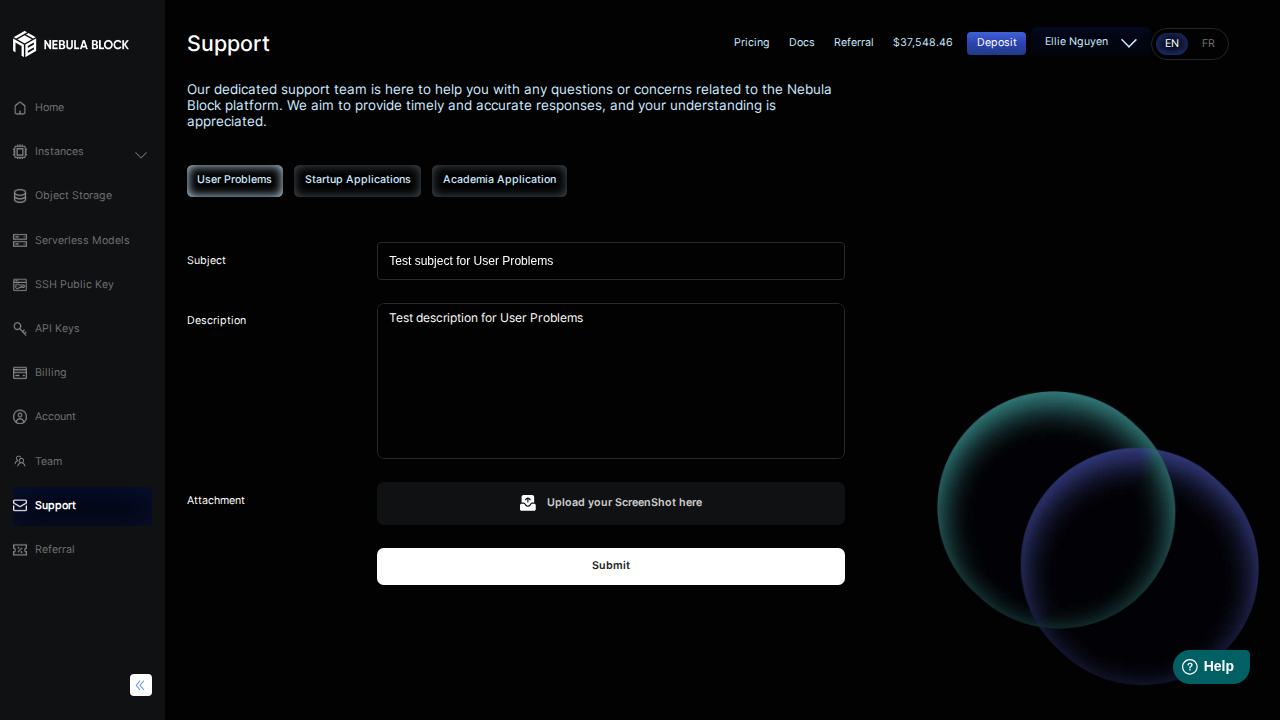 NEBULA BLOCK
Home
Instances
Object Storage
Serverless Models
SSH Public Key
API Keys
Billing
Account
Team
Support
Referral
Support
Pricing
Docs
Referral
$37,548.46
Deposit
Ellie Nguyen
EN
FR
Our dedicated support team is here to help you with any questions or concerns related to the Nebula
Block platform. We aim to provide timely and accurate responses, and your understanding is
appreciated.
User Problems
Startup Applications
Academia Application
Subject
Test subject for User Problems
Description
Test description for User Problems
Attachment
Upload your ScreenShot here
Submit
Help